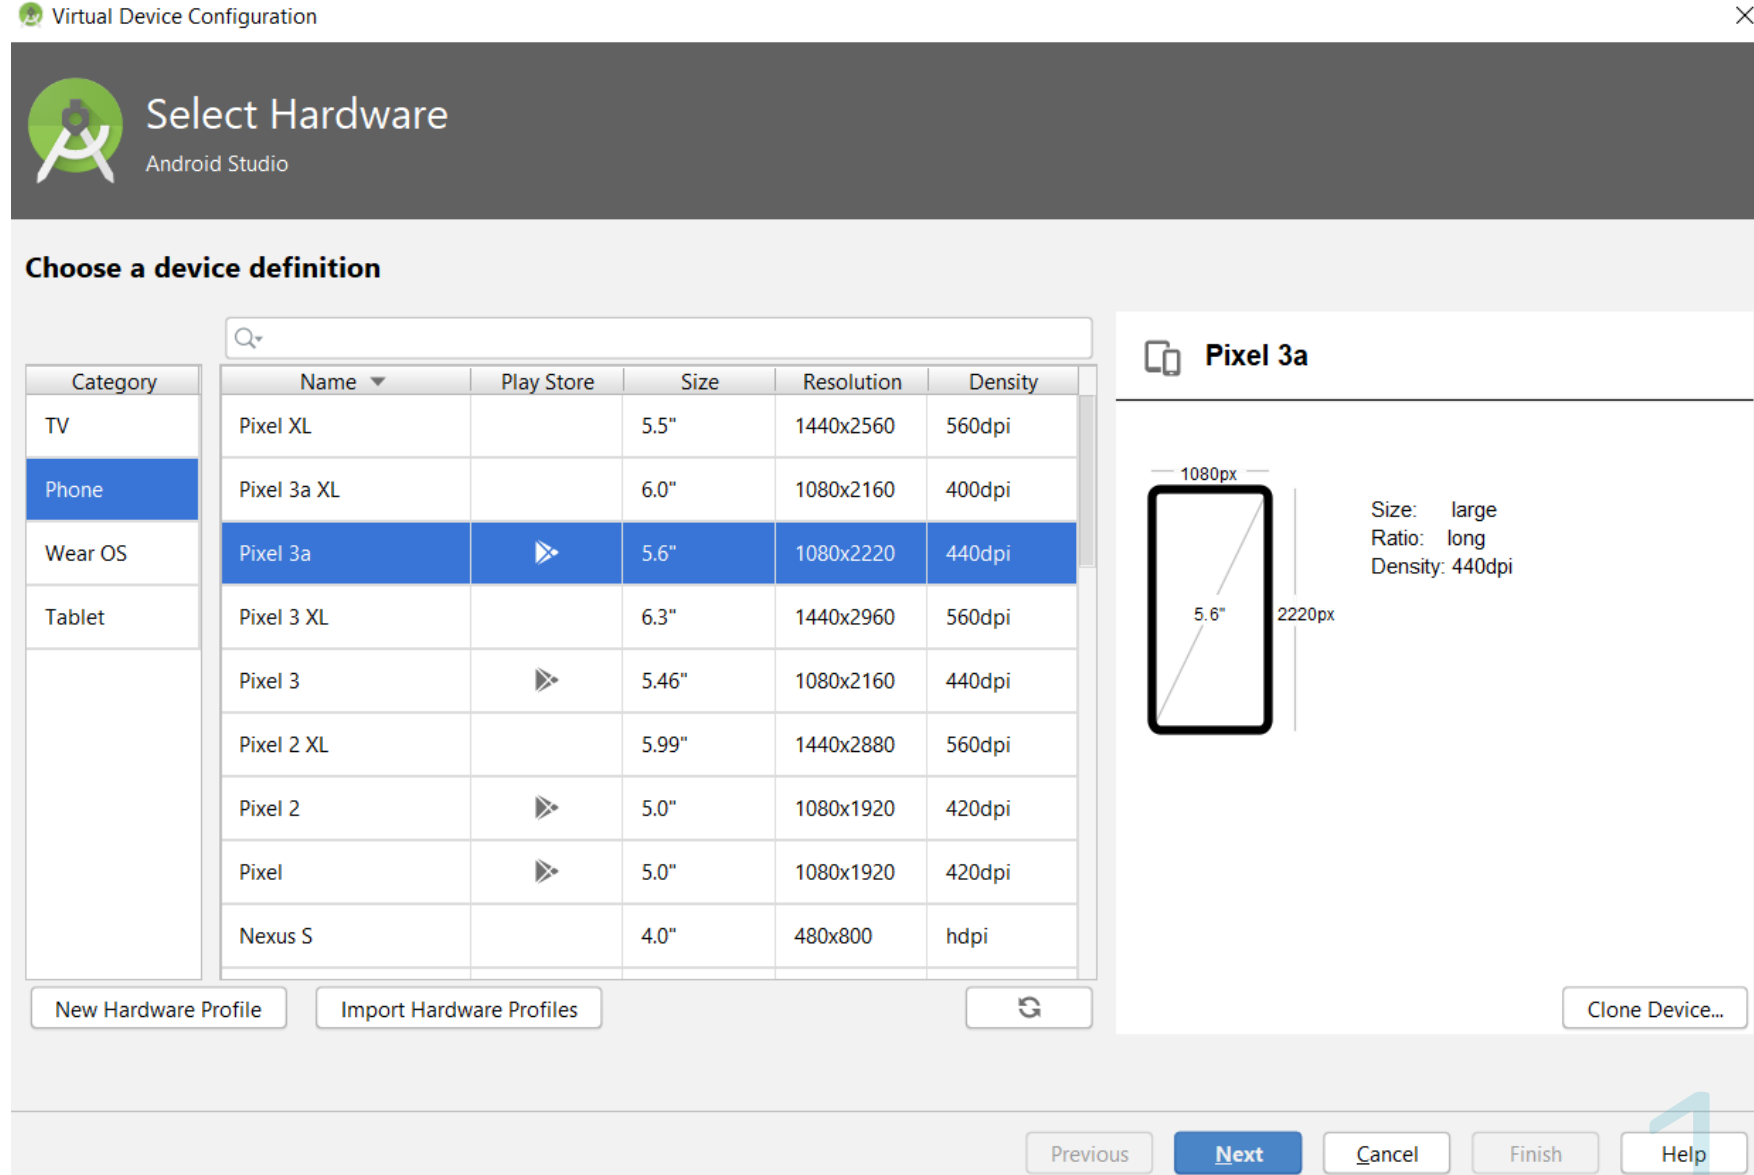 Virtual Device Configuration
Select Hardware
Android Studio
Choose a device definition
Category
TV
Phone
Wear OS
Tablet
Name Play Store Size Resolution Density
Pixel XL 5.5" 1440x2560 560dpi
Pixel 3a XL 6.0" 1080x2160 400dpi
Pixel 3a 5.6" 1080x2220 440dpi
Pixel 3 XL 6.3" 1440x2960 560dpi
Pixel 3 5.46" 1080x2160 440dpi
Pixel 2 XL 5.99" 1440x2880 560dpi
Pixel 2 5.0" 1080x1920 420dpi
Pixel 5.0" 1080x1920 420dpi
Nexus S 4.0" 480x800 hdpi
New Hardware Profile Import Hardware Profiles
Pixel 3a
1080px
5.6"
2220px
Size: large
Ratio: long
Density: 440dpi
Clone Device...
Previous Next Cancel Finish Help
1